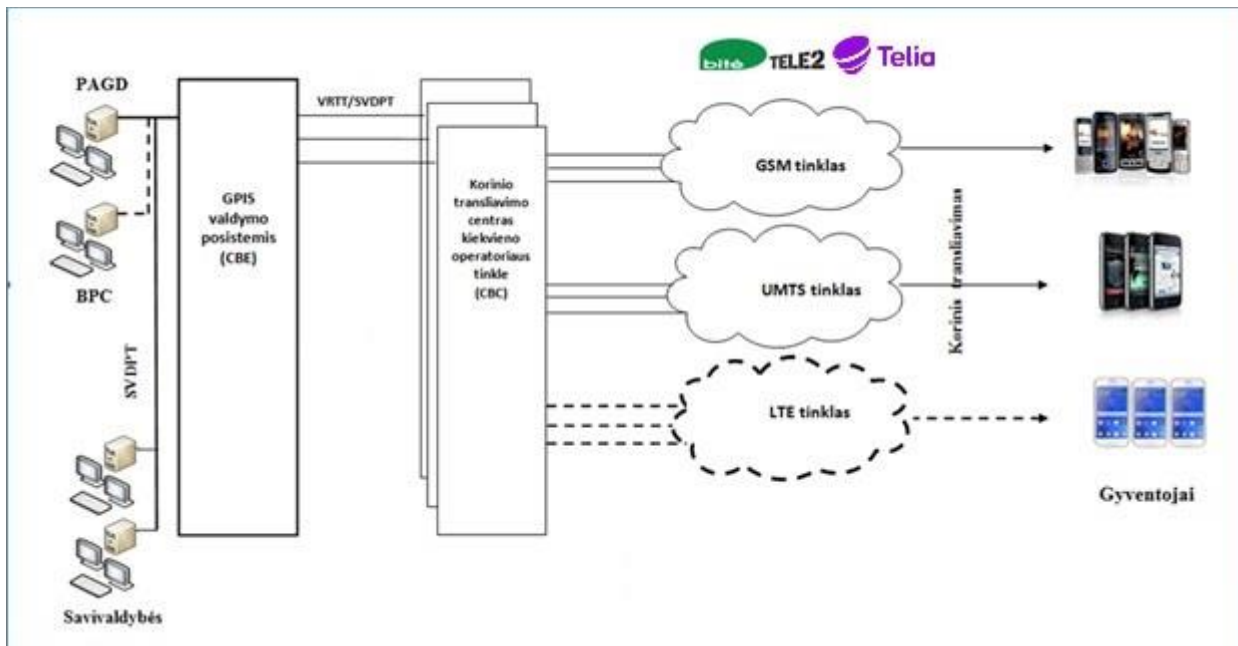 bitė TELE2 Telia
PAGD
VRTT/SVDPT
GPIS
valdymo
posistemis
(CBE)
Korinio
transliavimo
centras
kiekvieno
operatoriaus
tinkle
(CBC)
GSM tinklas
BPC
UMTS tinklas
Korinis transliavimas
SVDPT
LTE tinklas
Gyventojai
Savivaldybės